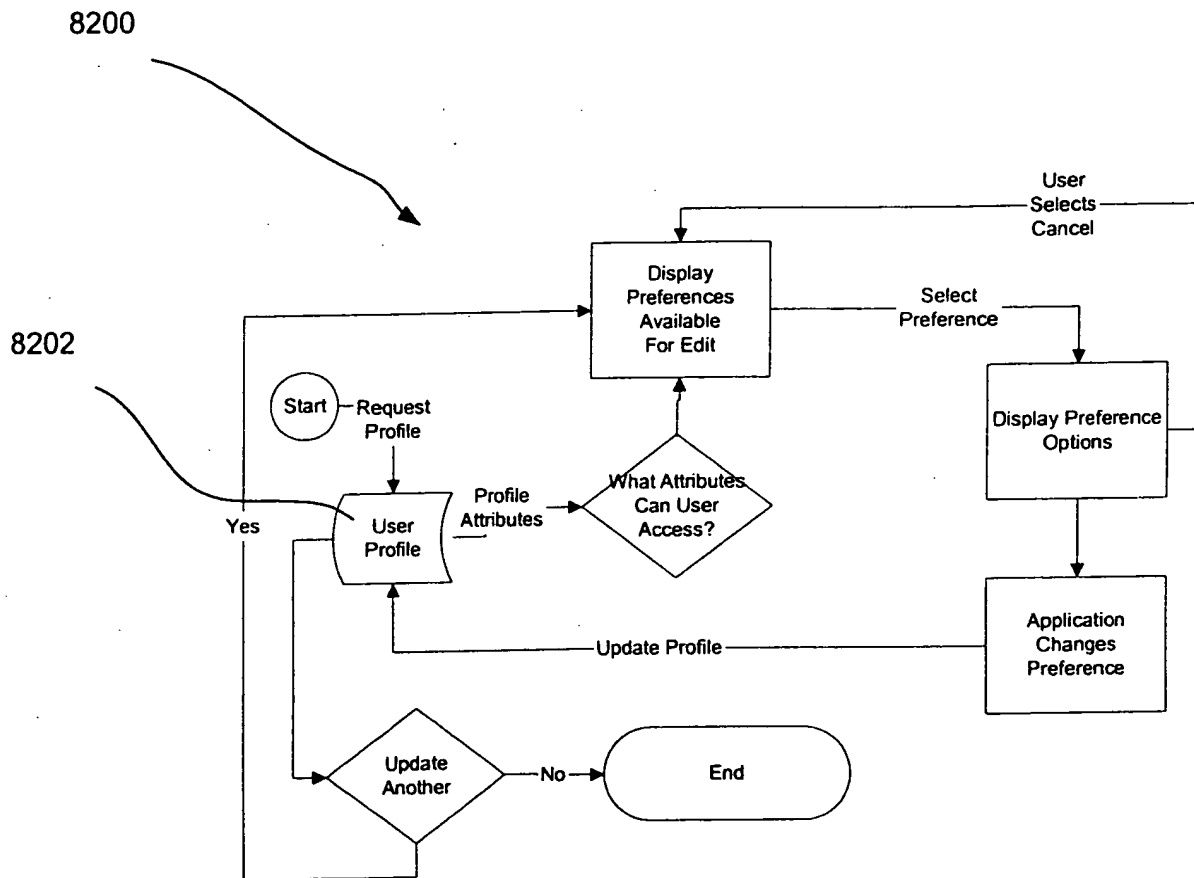 8200
User
Selects
Cancel
Display
Preferences
Available
For Edit
Select
Preference
8202
Start
Request
Profile
Display Preference
Options
What Attributes
Can User
Access?
Profile
Attributes
User
Profile
Yes
Application
Changes
Preference
Update Profile
Update
Another
No
End